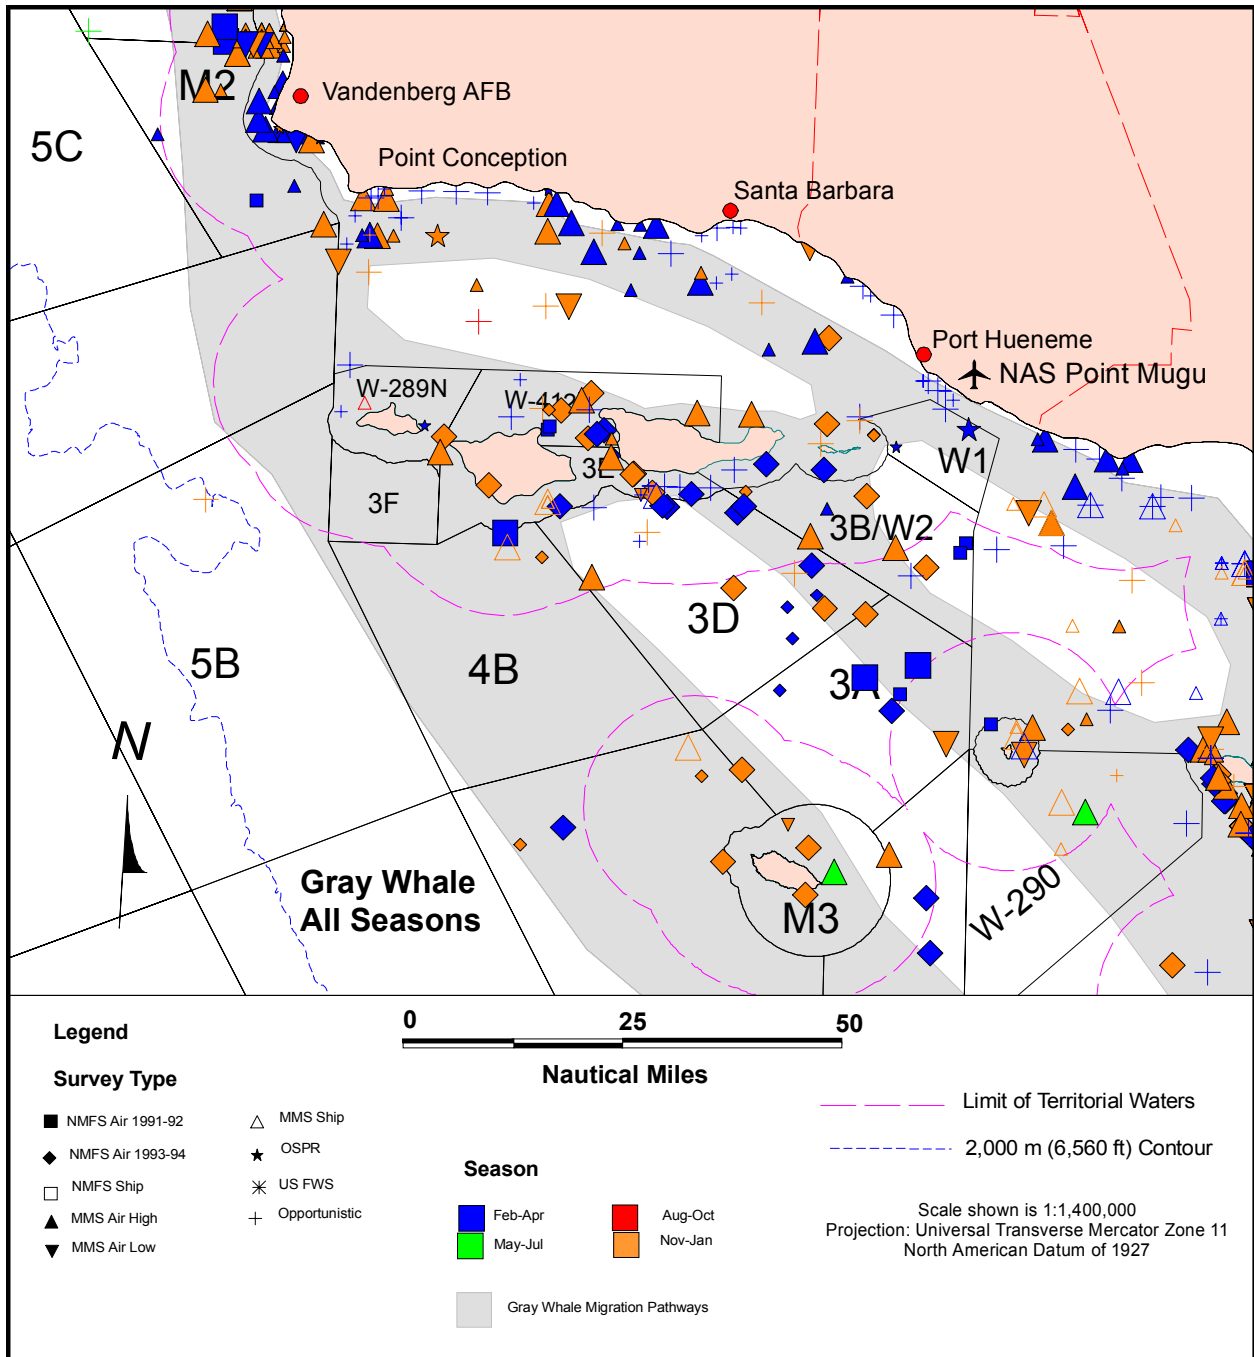 M2
Vandenberg AFB
5C
Point Conception
Santa Barbara
Port Hueneme
NAS Point Mugu
W-289N
W-412
W1
3E
3F
3B/W2
3D
5B
4B
3A
N
W-290
M3
Gray Whale
All Seasons
Legend
0 25 50
Nautical Miles
Survey Type
NMFS Air 1991-92
NMFS Air 1993-94
NMFS Ship
MMS Air High
MMS Air Low
MMS Ship
OSPR
US FWS
Opportunistic
Season
Feb-Apr
May-Jul
Aug-Oct
Nov-Jan
Gray Whale Migration Pathways
Limit of Territorial Waters
2,000 m (6,560 ft) Contour
Scale shown is 1:1,400,000
Projection: Universal Transverse Mercator Zone 11
North American Datum of 1927